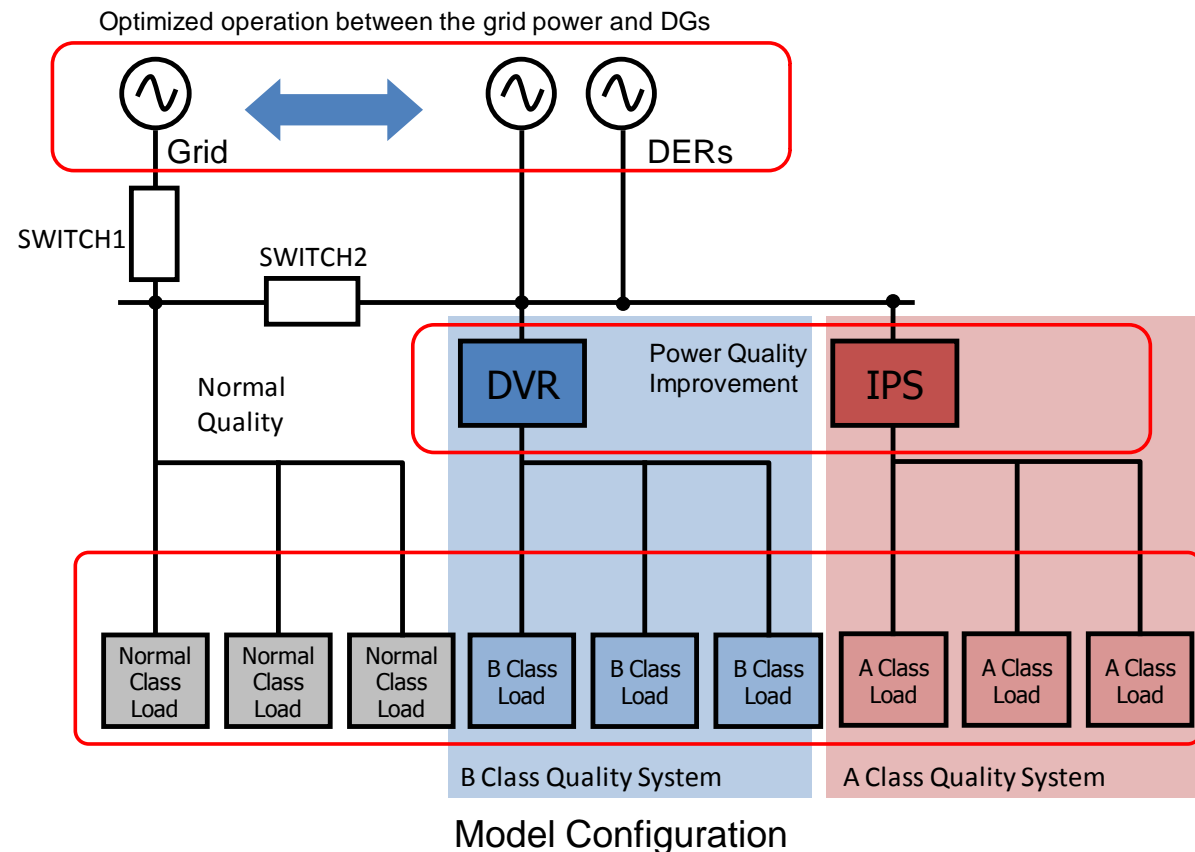 Optimized operation between the grid power and DGs
Grid
DERs
SWITCH1
SWITCH2
Normal
Quality
DVR
Power Quality
Improvement
IPS
Normal
Class
Load
Normal
Class
Load
Normal
Class
Load
B Class
Load
B Class
Load
B Class
Load
A Class
Load
A Class
Load
A Class
Load
B Class Quality System
A Class Quality System
Model Configuration